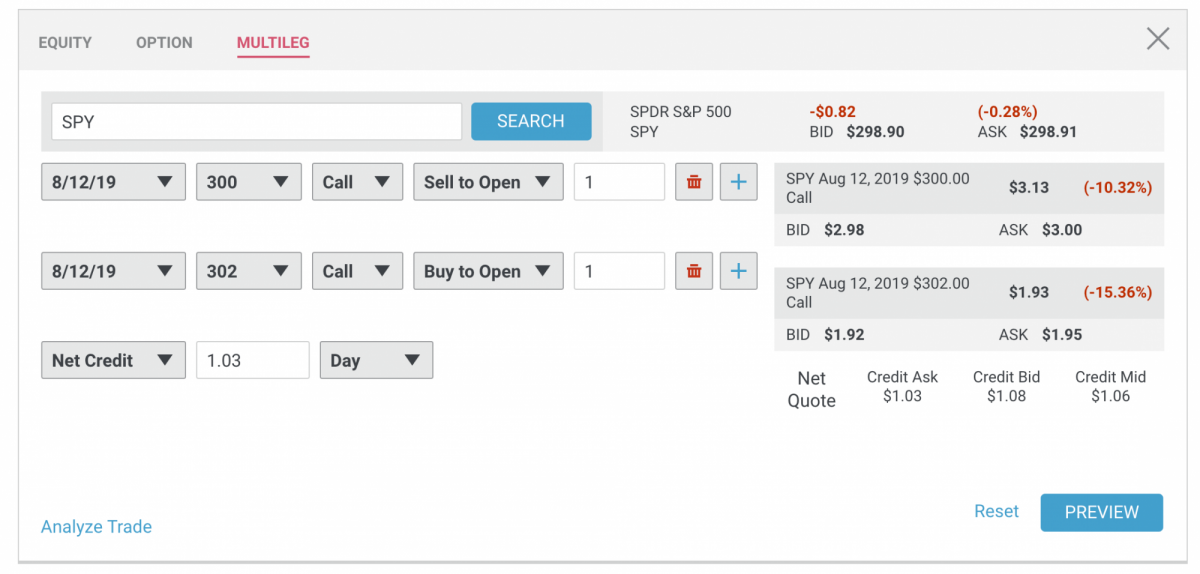 EQUITY OPTION MULTILEG
SPY SEARCH
SPDR S&P 500 -$0.82 (-0.28%)
SPY BID $298.90 ASK $298.91
8/12/19 300 Call Sell to Open 1
SPY Aug 12, 2019 $300.00 $3.13 (-10.32%)
Call
BID $2.98 ASK $3.00
8/12/19 302 Call Buy to Open 1
SPY Aug 12, 2019 $302.00 $1.93 (-15.36%)
Call
BID $1.92 ASK $1.95
Net Credit 1.03 Day
Net Credit Ask Credit Bid Credit Mid
Quote $1.03 $1.08 $1.06
Analyze Trade
Reset PREVIEW